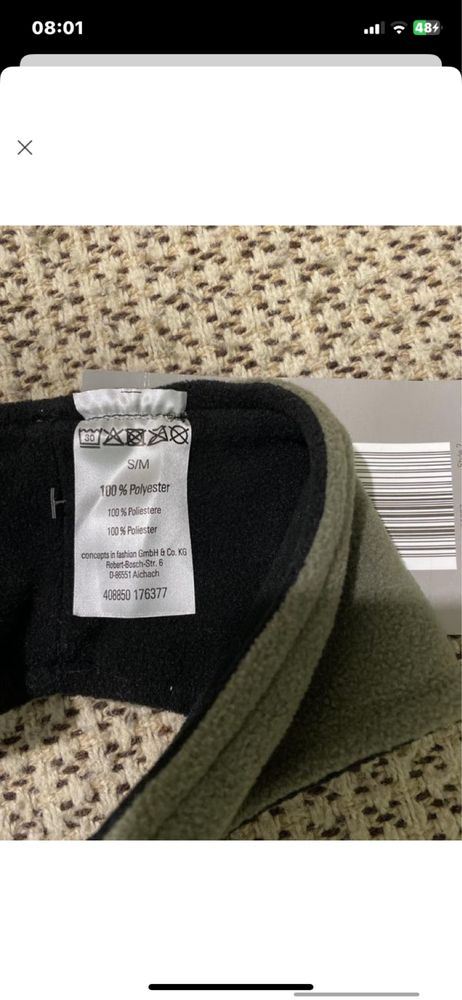 08:01
48
30
S/M
100 % Polyester
100 % Poliestere
100 % Poliester
concepts in fashion GmbH & Co. KG
Robert-Bosch-Str. 6
D-86551 Aichach
408850 176377